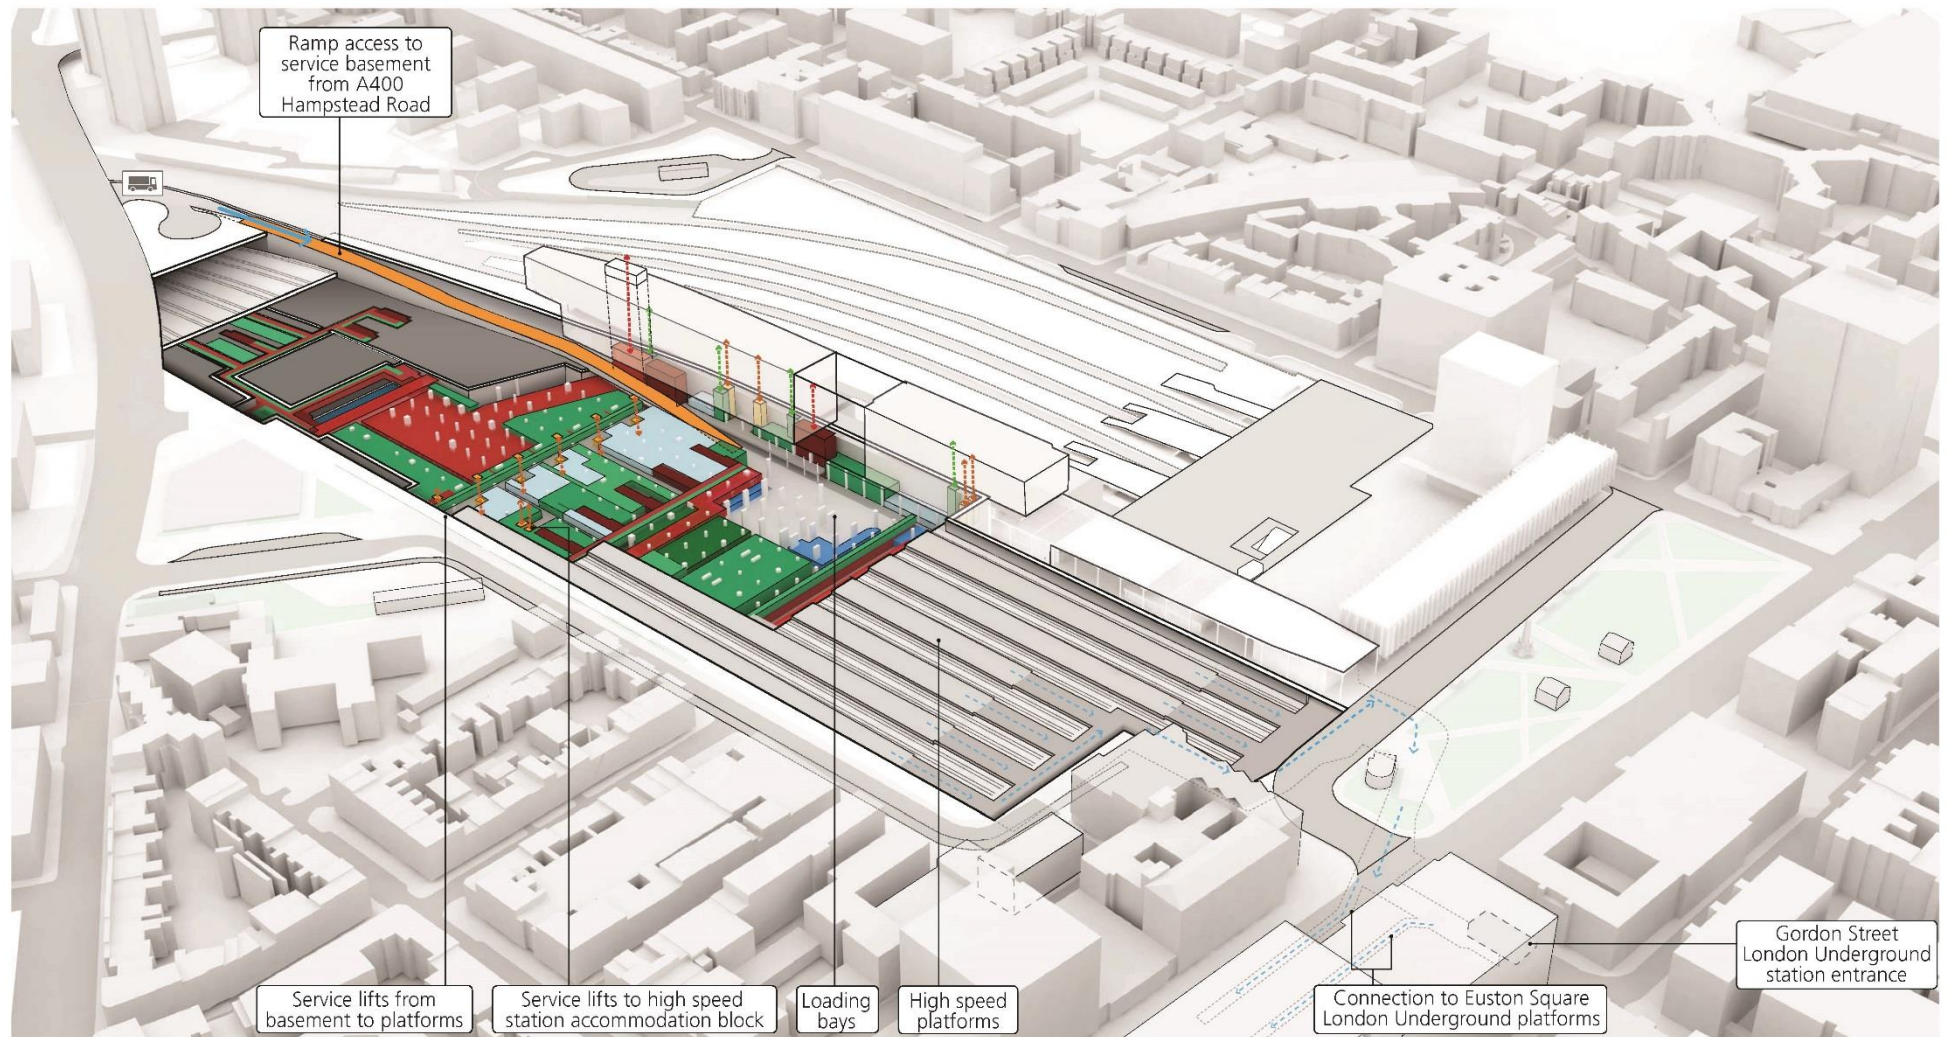 Ramp access to
service basement
from A400
Hampstead Road
Service lifts from
basement to platforms
Service lifts to high speed
station accommodation block
Loading
bays
High speed
platforms
Connection to Euston Square
London Underground platforms
Gordon Street
London Underground
station entrance